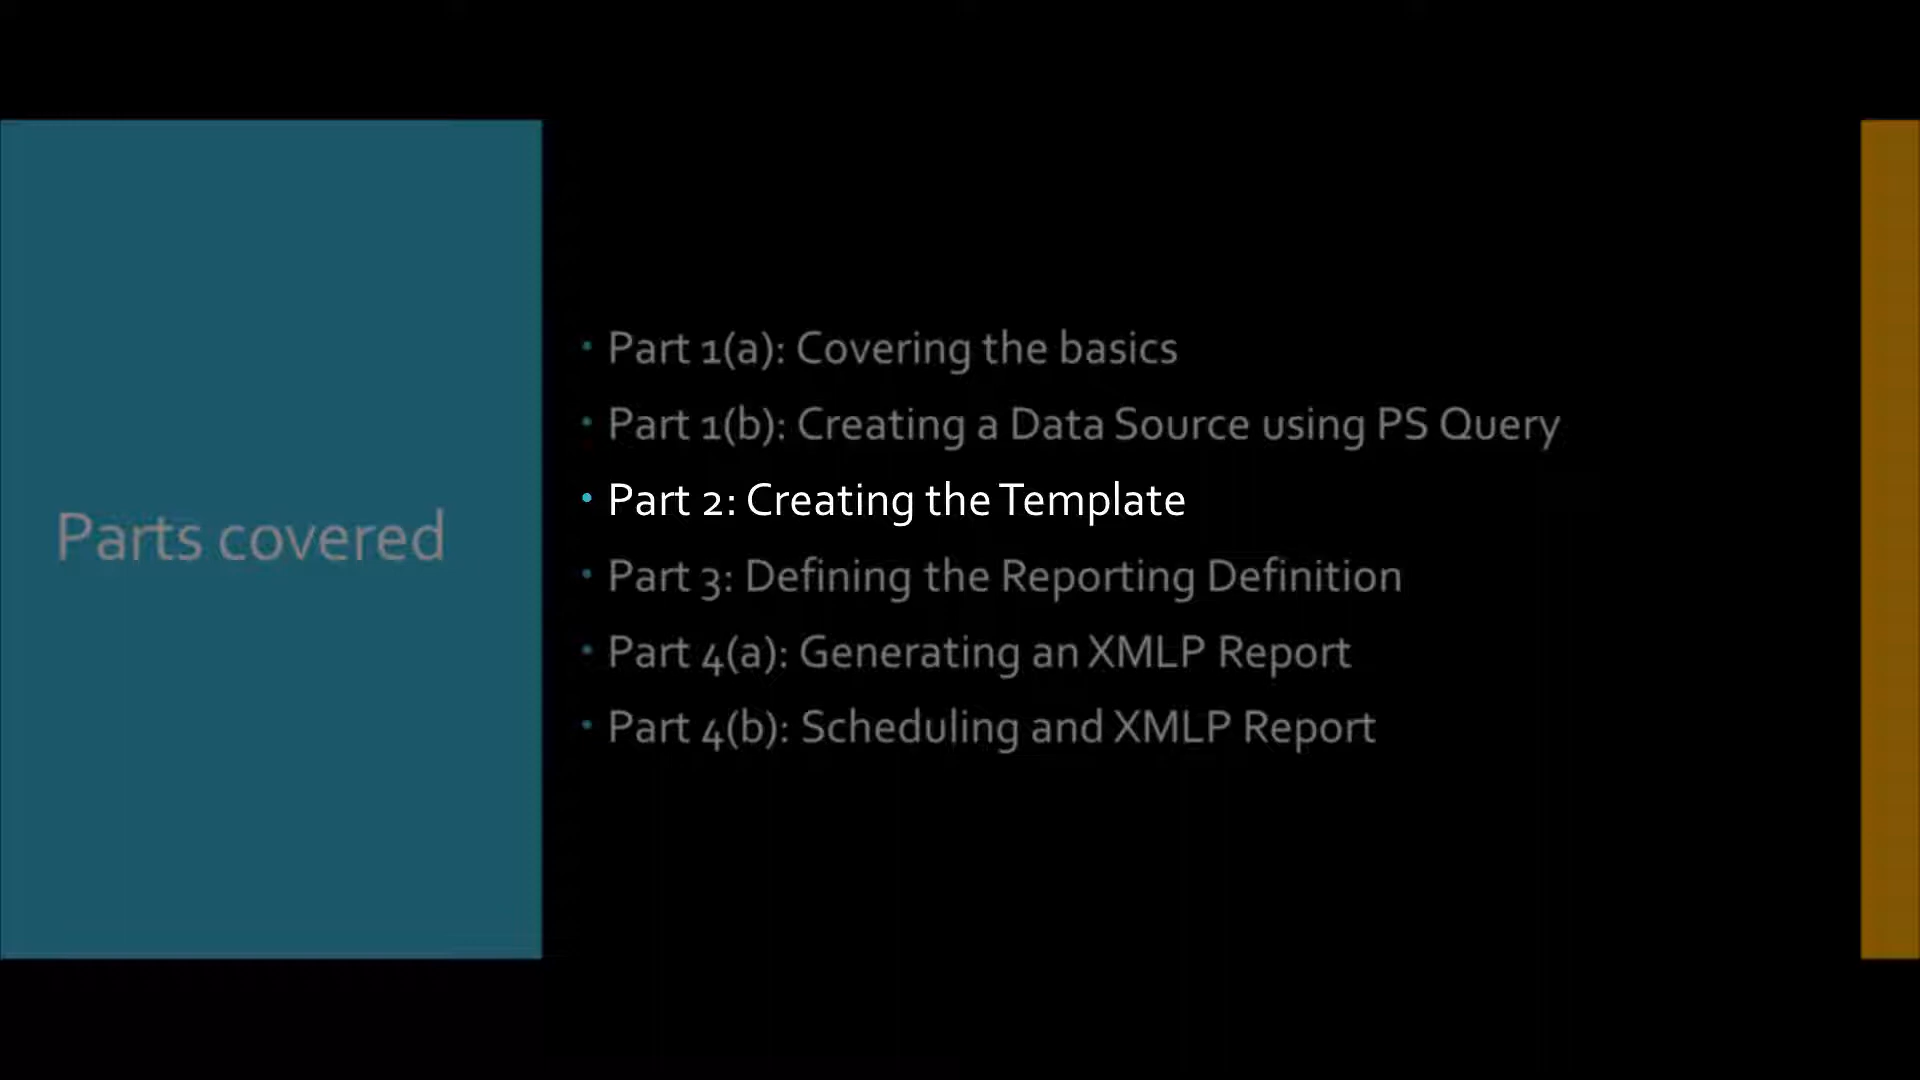 Parts covered
• Part 1(a): Covering the basics
• Part 1(b): Creating a Data Source using PS Query
• Part 2: Creating the Template
• Part 3: Defining the Reporting Definition
• Part 4(a): Generating an XMLP Report
• Part 4(b): Scheduling and XMLP Report